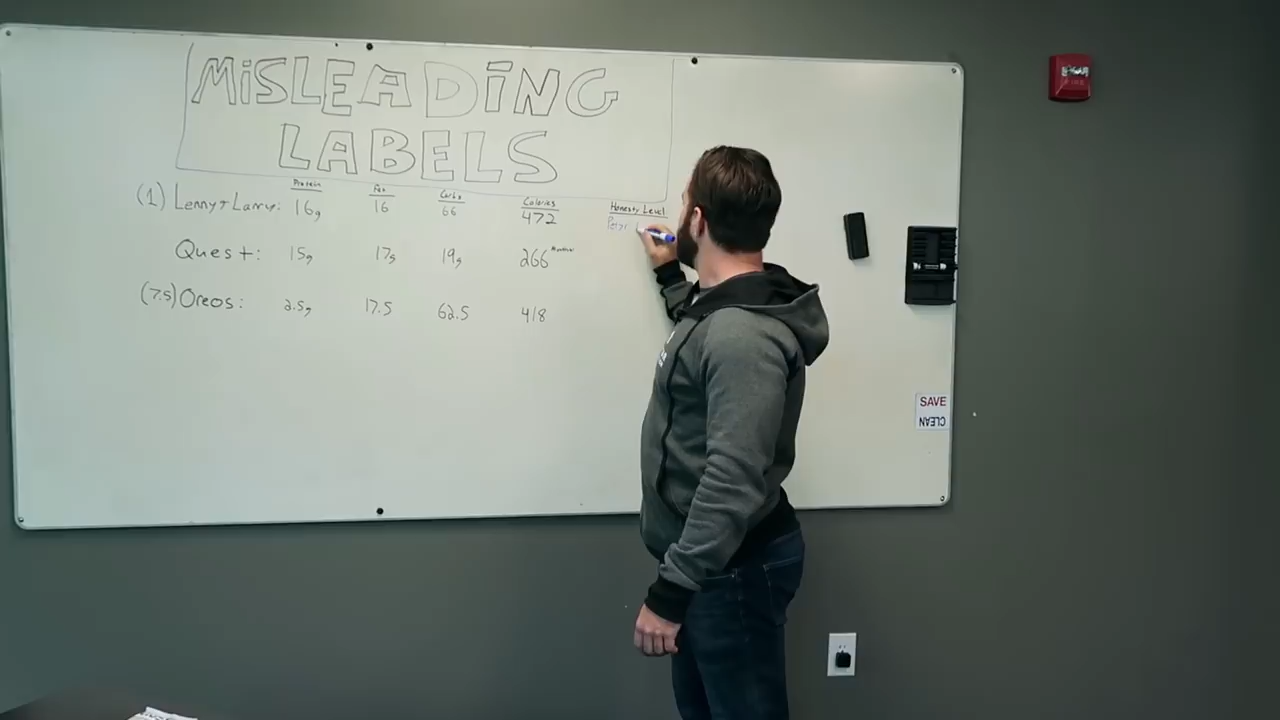 MiSLEADiNG
LABELS
Protein Fat Carbs Calories Honesty Level
(1) Lenny + Larry: 16g 16 66 472
Quest: 15g 17g 19g 266
(7.5) Oreos: 2.5g 17.5 62.5 418
SAVE
CLEAN
FIRE